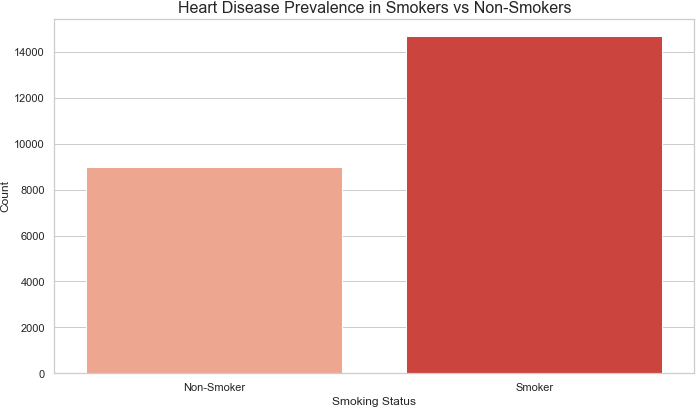 Heart Disease Prevalence in Smokers vs Non-Smokers
14000
12000
10000
8000
6000
4000
2000
0
Count
Non-Smoker
Smoker
Smoking Status